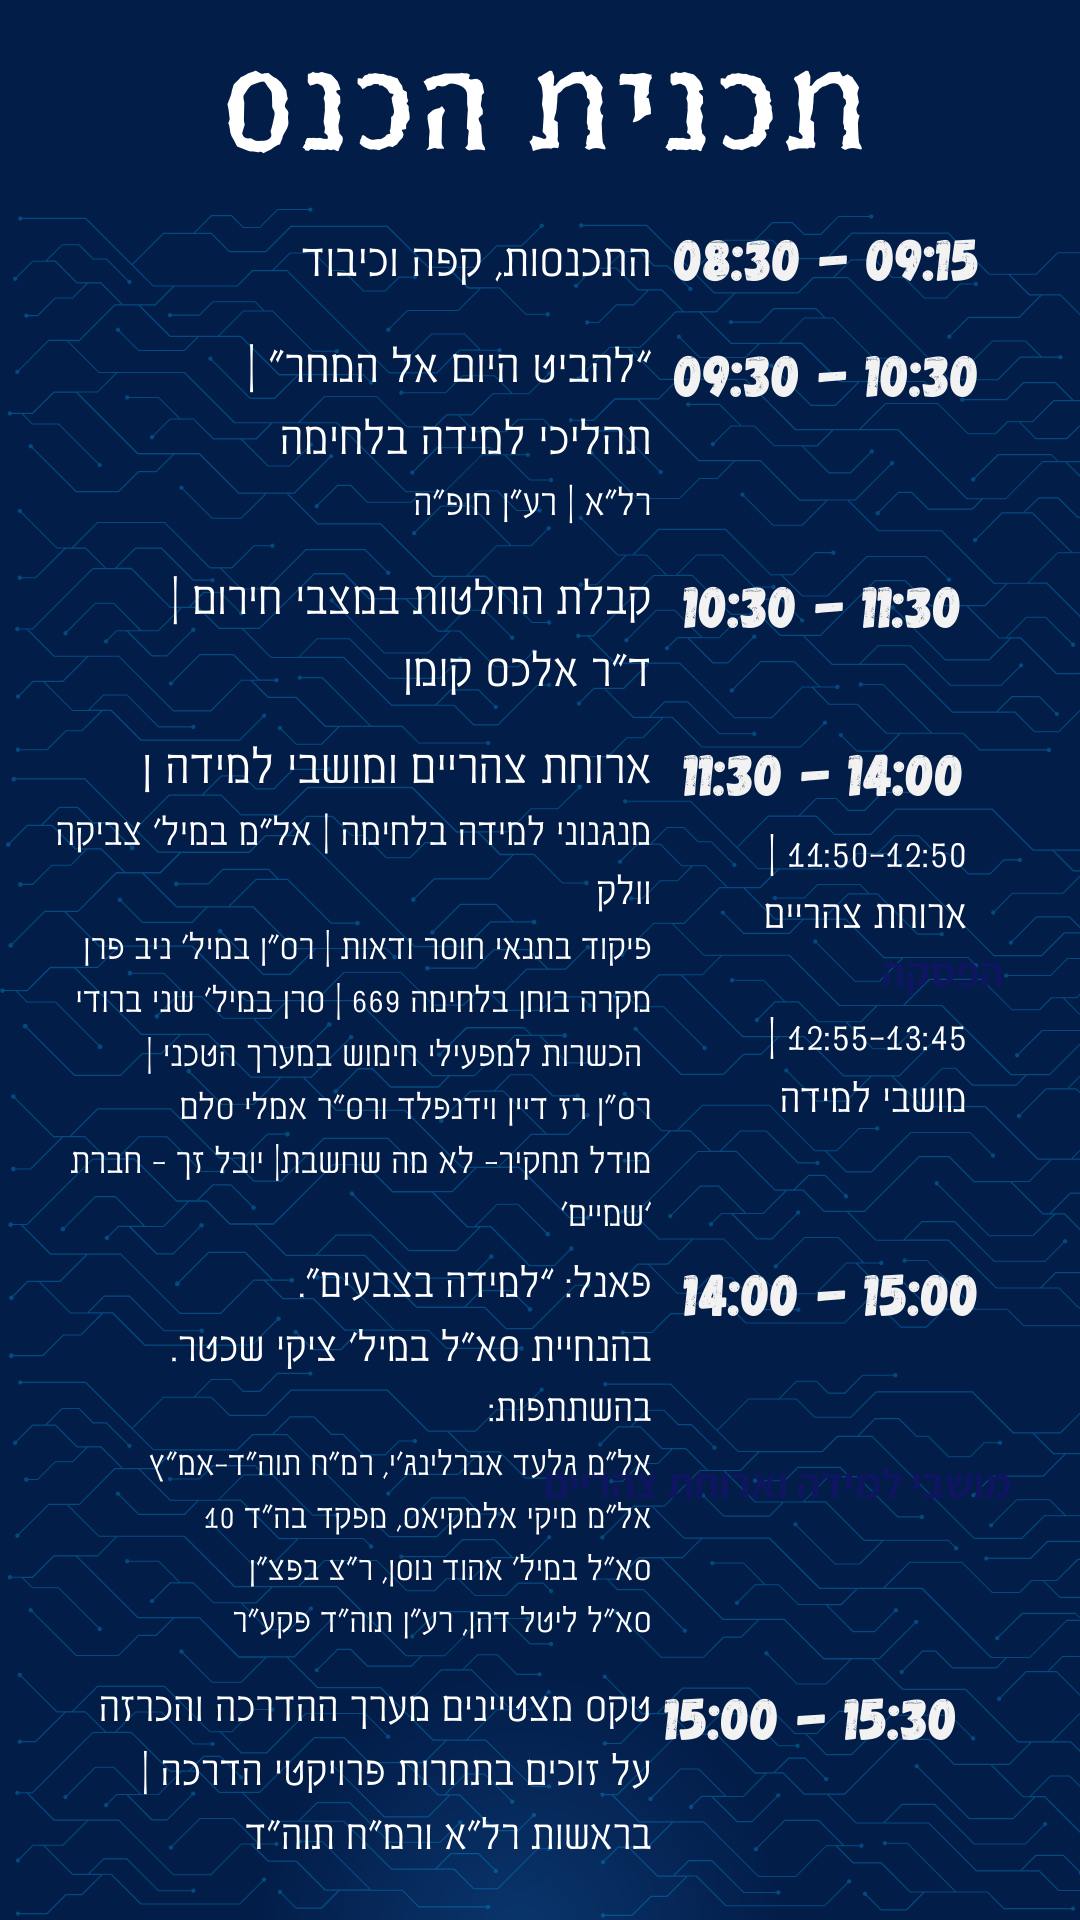 תכנית הכנס
08:30 - 09:15
התכנסות, קפה וכיבוד
09:30 - 10:30
״להביט היום אל המחר״ |
תהליכי למידה בלחימה
רל״א | רע״ן חופ״ה
10:30 - 11:30
קבלת החלטות במצבי חירום |
ד״ר אלכס קומן
11:30 - 14:00
11:50-12:50 |
ארוחת צהריים
הפסקה
12:55-13:45 |
מושבי למידה
ארוחת צהריים ומושבי למידה ן
מנגנוני למידה בלחימה | אל״מ במיל׳ צביקה
וולק
פיקוד בתנאי חוסר ודאות | רס״ן במיל׳ ניב פרן
מקרה בוחן בלחימה 669 | סרן במיל׳ שני ברודי
הכשרות למפעילי חימוש במערך הטכני |
רס״ן רז דיין וידנפלד ורס״ר אמלי סלם
מודל תחקיר- לא מה שחשבת| יובל זך - חברת
׳שמיים׳
14:00 - 15:00
פאנל: ״למידה בצבעים״.
בהנחיית סא״ל במיל׳ ציקי שכטר.
בהשתתפות:
אל״מ גלעד אברלינג׳י, רמ״ח תוה״ד-אמ״ץ
מושבי למידה וארוחת צהריים
אל״מ מיקי אלמקיאס, מפקד בה״ד 10
סא״ל במיל׳ אהוד נוסן, ר״צ בפצ״ן
סא״ל ליטל דהן, רע״ן תוה״ד פקע״ר
15:00 - 15:30
טקס מצטיינים מערך ההדרכה והכרזה
על זוכים בתחרות פרויקטי הדרכה |
בראשות רל״א ורמ״ח תוה״ד